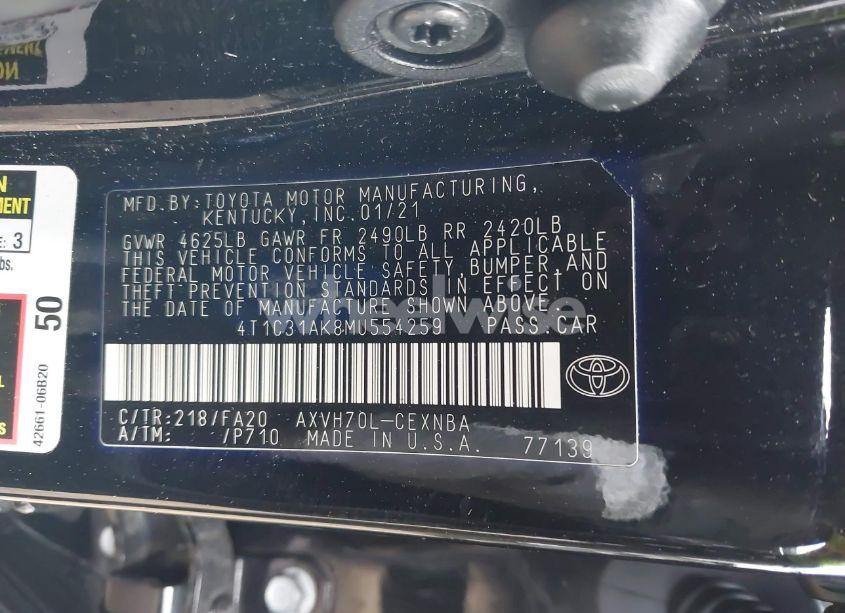 MFD.BY:TOYOTA MOTOR MANUFACTURING,
KENTUCKY, INC.01/21
GVWR 4625LB GAWR FR 2490LB RR 2420LB
THIS VEHICLE CONFORMS TO ALL APPLICABLE
FEDERAL MOTOR VEHICLE SAFETY,BUMPER,AND
THEFT PREVENTION STANDARDS IN EFFECT ON
THE DATE OF MANUFACTURE SHOWN ABOVE.
4T1C31AK8MU554259 PASS.CAR
C/TR:218/FA20 AXVH70L-CEXNBA
A/TM: /P710 MADE IN U.S.A. 77139
3
50
42661-06B20